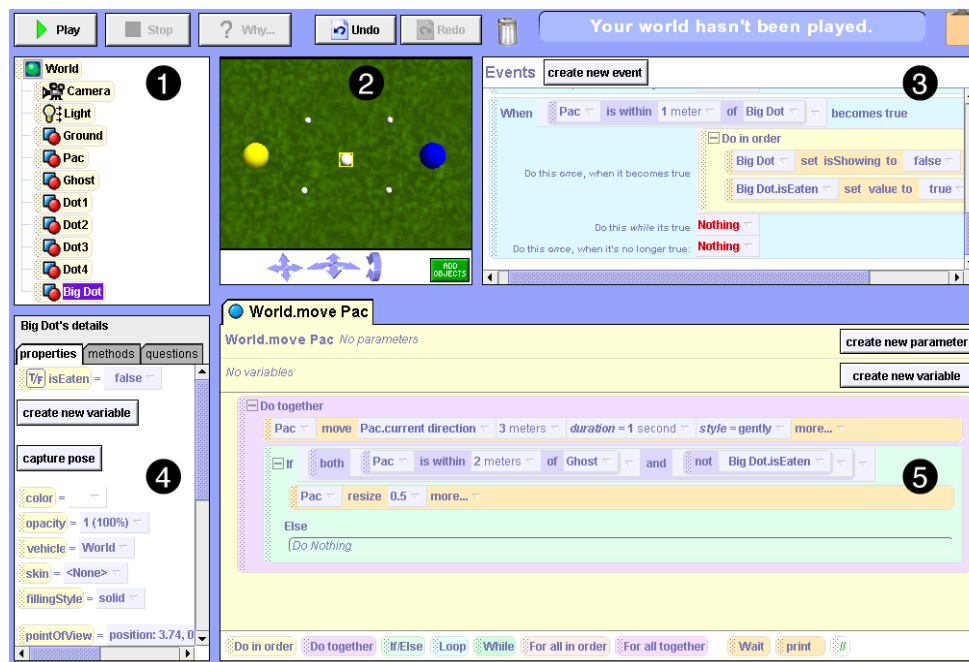 Play
Stop
? Why...
Undo
Redo
Your world hasn't been played.
World
Camera
Light
Ground
Pac
Ghost
Dot1
Dot2
Dot3
Dot4
Big Dot
1
2
ADD
OBJECTS
Events create new event
3
When Pac is within 1 meter of Big Dot becomes true
Do in order
Big Dot set isShowing to false
Do this once, when it becomes true
Big Dot.isEaten set value to true
Do this while its true Nothing
Do this once, when it's no longer true: Nothing
Big Dot's details
properties methods questions
T/F isEaten = false
create new variable
capture pose
4
color =
opacity = 1 (100%)
vehicle = World
skin = <None>
fillingStyle = solid
pointOfView = position: 3.74, 0
World.move Pac
World.move Pac No parameters
create new parameter
No variables
create new variable
Do together
Pac move Pac.current direction 3 meters duration = 1 second style = gently more...
If both Pac is within 2 meters of Ghost and not Big Dot.isEaten
5
Pac resize 0.5 more...
Else
(Do Nothing
Do in order Do together If/Else Loop While For all in order For all together Wait print //